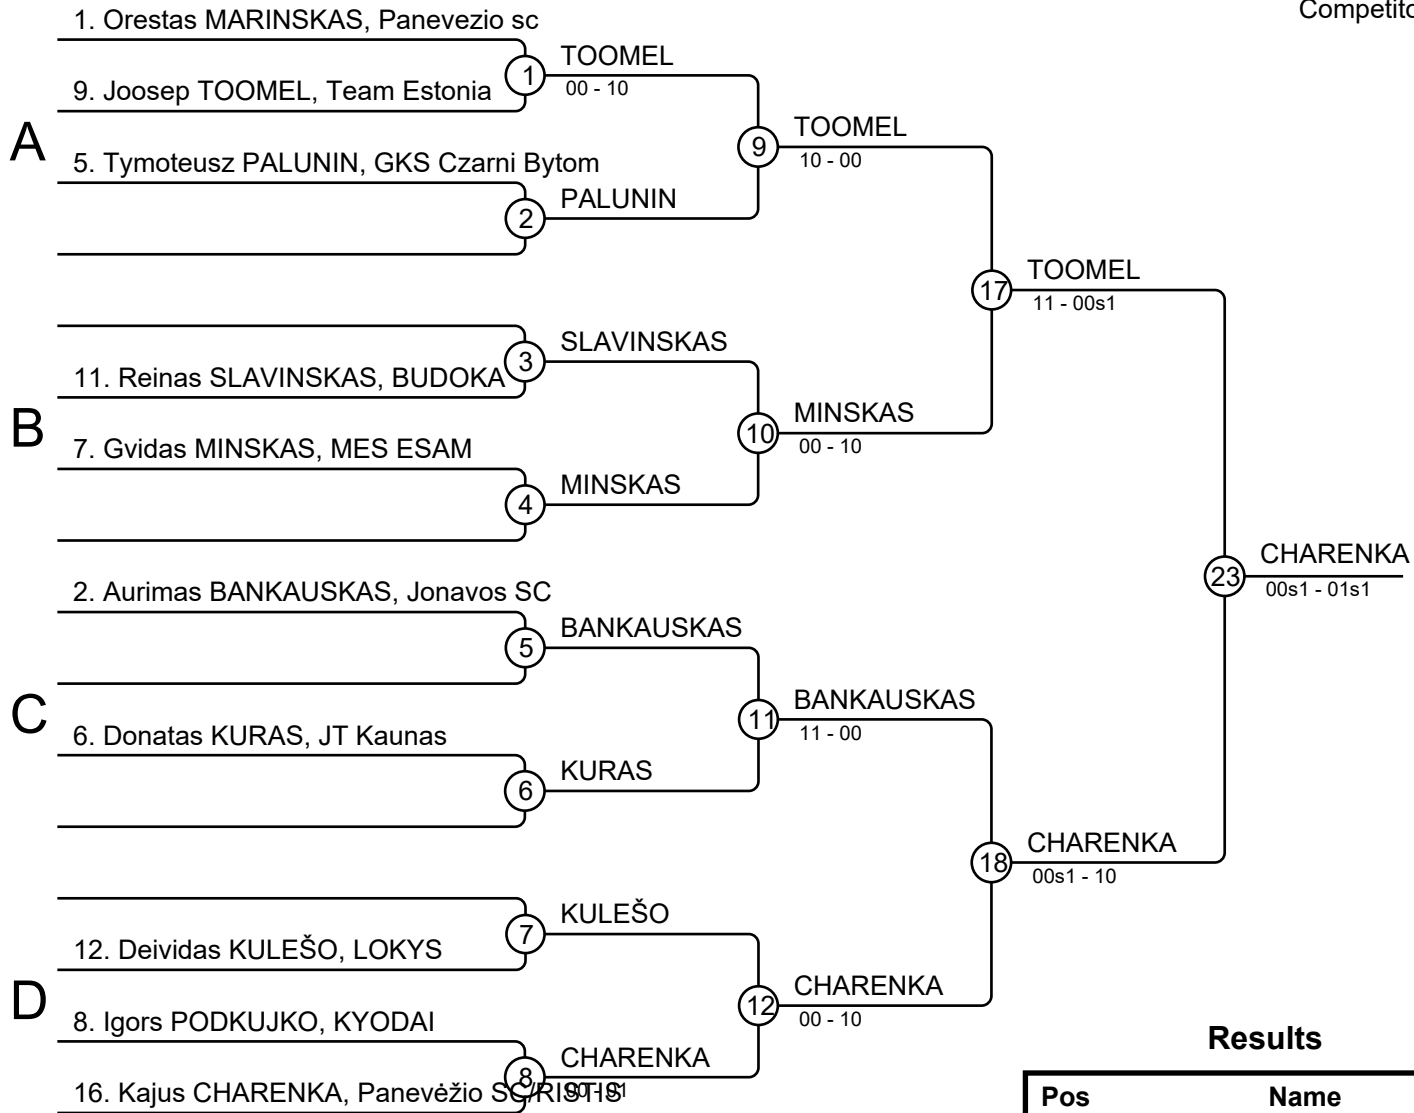 Competito
1. Orestas MARINSKAS, Panevezio sc
1
TOOMEL
00 - 10
9. Joosep TOOMEL, Team Estonia
A
9
TOOMEL
10 - 00
5. Tymoteusz PALUNIN, GKS Czarni Bytom
2
PALUNIN
17
TOOMEL
11 - 00s1
3
SLAVINSKAS
11. Reinas SLAVINSKAS, BUDOKA
B
10
MINSKAS
00 - 10
7. Gvidas MINSKAS, MES ESAM
4
MINSKAS
23
CHARENKA
00s1 - 01s1
2. Aurimas BANKAUSKAS, Jonavos SC
5
BANKAUSKAS
C
11
BANKAUSKAS
11 - 00
6. Donatas KURAS, JT Kaunas
6
KURAS
18
CHARENKA
00s1 - 10
7
KULEŠO
12. Deividas KULEŠO, LOKYS
D
12
CHARENKA
00 - 10
8. Igors PODKUJKO, KYODAI
8
CHARENKA
00 - 01
16. Kajus CHARENKA, Panevėžio SC/RISTIS
Results
Pos Name